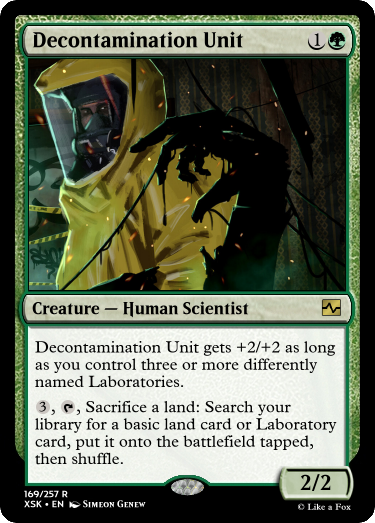 Decontamination Unit 1
Creature — Human Scientist
Decontamination Unit gets +2/+2 as long
as you control three or more differently
named Laboratories.
3, , Sacrifice a land: Search your
library for a basic land card or Laboratory
card, put it onto the battlefield tapped,
then shuffle.
2/2
169/257 R
XSK • EN Simeon Genew
© Like a Fox